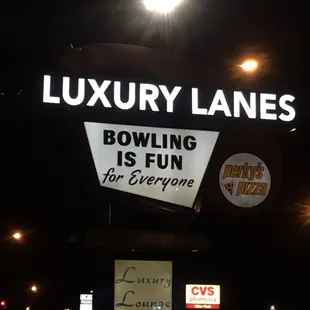 LUXURY LANES
BOWLING
IS FUN
for Everyone
perky's
pizza
Luxury
Lounge
CVS
pharmacy